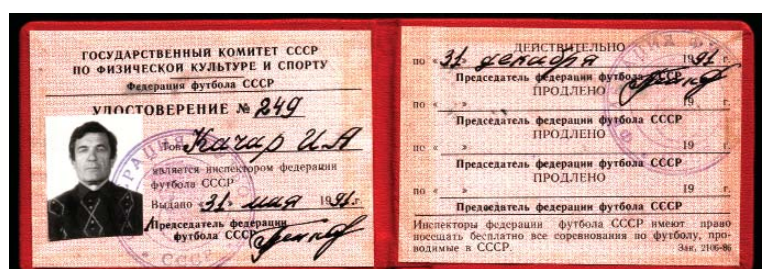 ГОСУДАРСТВЕННЫЙ КОМИТЕТ СССР
ПО ФИЗИЧЕСКОЙ КУЛЬТУРЕ И СПОРТУ
Федерация футбола СССР
УДОСТОВЕРЕНИЕ № 249
Тов. Качар И.А
является инспектором федерации
футбола СССР
Выдано «31» мая 1991 г.
Председатель федерации
футбола СССР
ДЕЙСТВИТЕЛЬНО
по «31» декабря 1991 г.
Председатель федерации футбола СССР
ПРОДЛЕНО
по « » 19 г.
Председатель федерации футбола СССР
ПРОДЛЕНО
по « » 19 г.
Председатель федерации футбола СССР
ПРОДЛЕНО
по « » 19 г.
Председатель федерации футбола СССР
Инспекторы федерации футбола СССР имеют право
посещать бесплатно все соревнования по футболу, про-
водимые в СССР. Зак. 2106-86